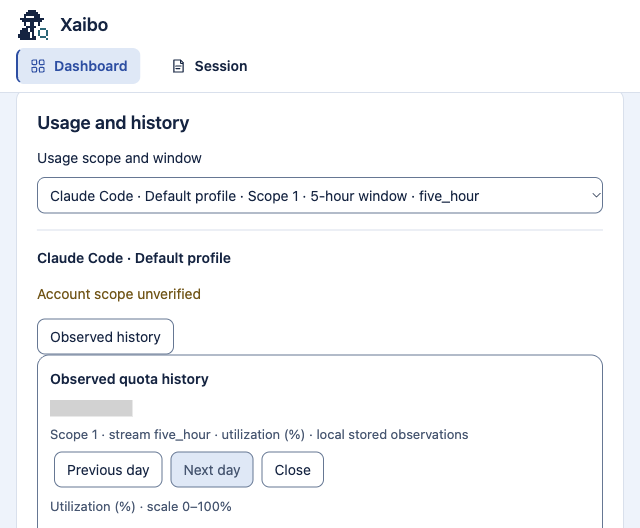 Xaibo
Dashboard Session
Usage and history
Usage scope and window
Claude Code · Default profile · Scope 1 · 5-hour window · five_hour
Claude Code · Default profile
Account scope unverified
Observed history
Observed quota history
Scope 1 · stream five_hour · utilization (%) · local stored observations
Previous day Next day Close
Utilization (%) · scale 0–100%